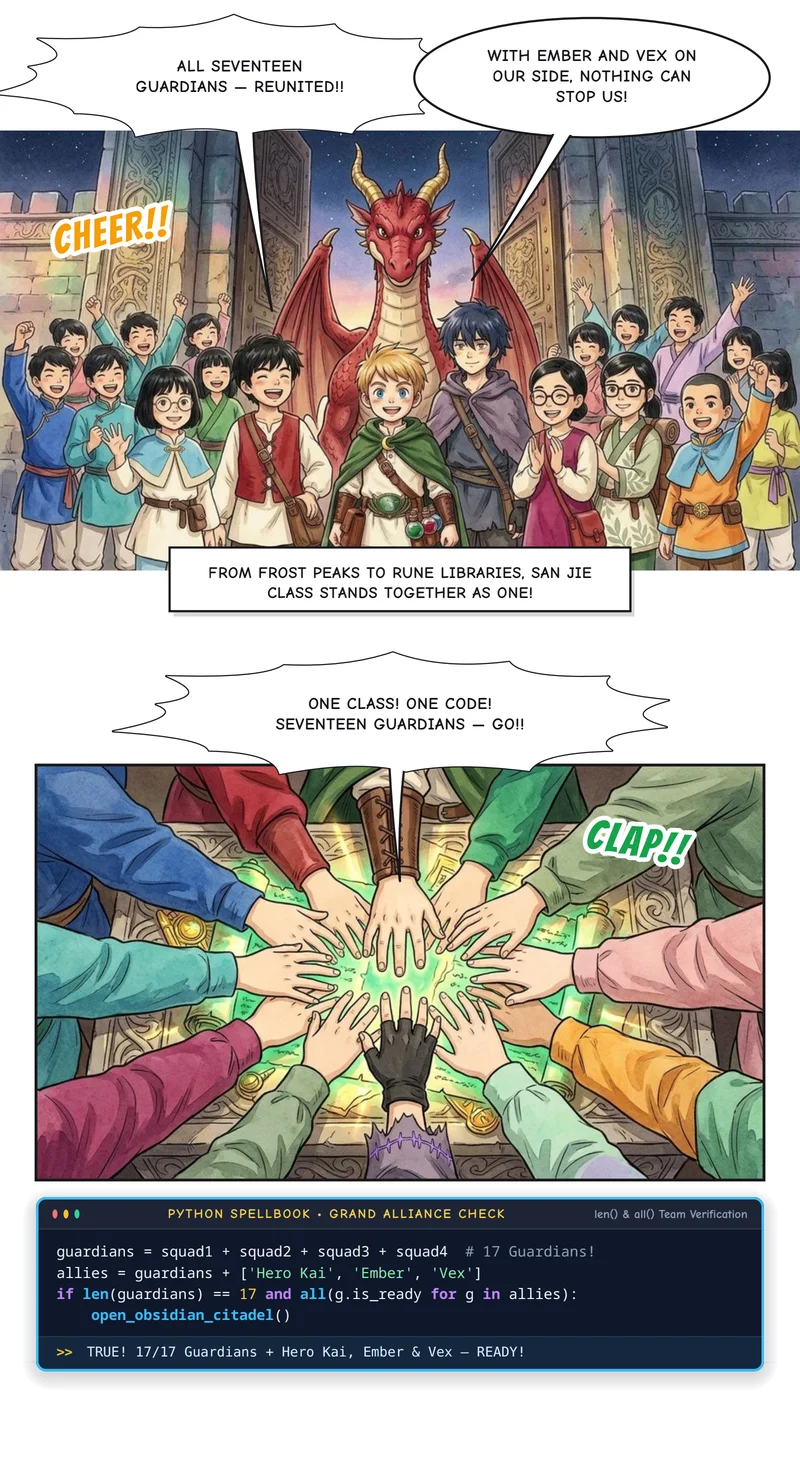 ALL SEVENTEEN
GUARDIANS — REUNITED!!
WITH EMBER AND VEX ON
OUR SIDE, NOTHING CAN
STOP US!
CHEER!!
FROM FROST PEAKS TO RUNE LIBRARIES, SAN JIE
CLASS STANDS TOGETHER AS ONE!
ONE CLASS! ONE CODE!
SEVENTEEN GUARDIANS — GO!!
CLAP!!
PYTHON SPELLBOOK • GRAND ALLIANCE CHECK
len() & all() Team Verification
guardians = squad1 + squad2 + squad3 + squad4  # 17 Guardians!
allies = guardians + ['Hero Kai', 'Ember', 'Vex']
if len(guardians) == 17 and all(g.is_ready for g in allies):
    open_obsidian_citadel()
>> TRUE! 17/17 Guardians + Hero Kai, Ember & Vex — READY!